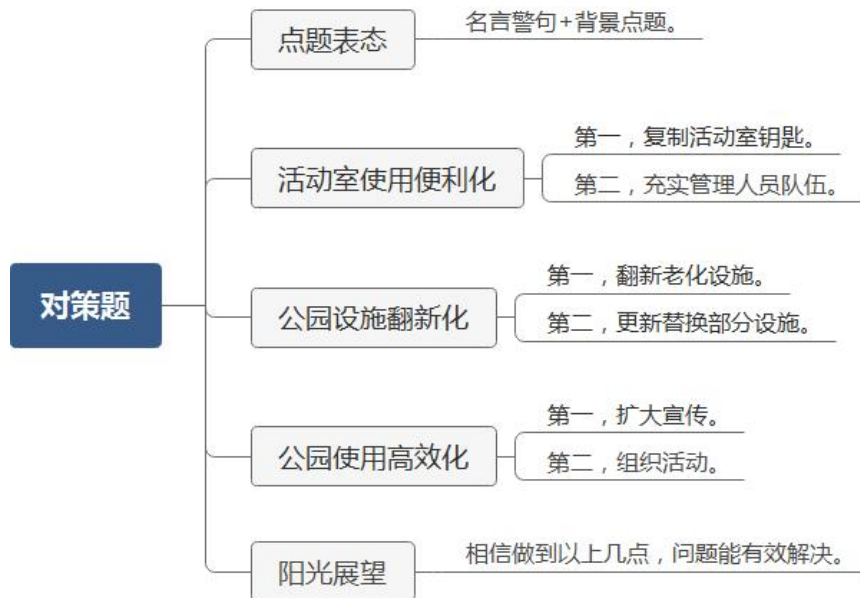 点题表态
名言警句+背景点题。
活动室使用便利化
第一，复制活动室钥匙。
第二，充实管理人员队伍。
对策题
公园设施翻新化
第一，翻新老化设施。
第二，更新替换部分设施。
公园使用高效化
第一，扩大宣传。
第二，组织活动。
阳光展望
相信做到以上几点，问题能有效解决。